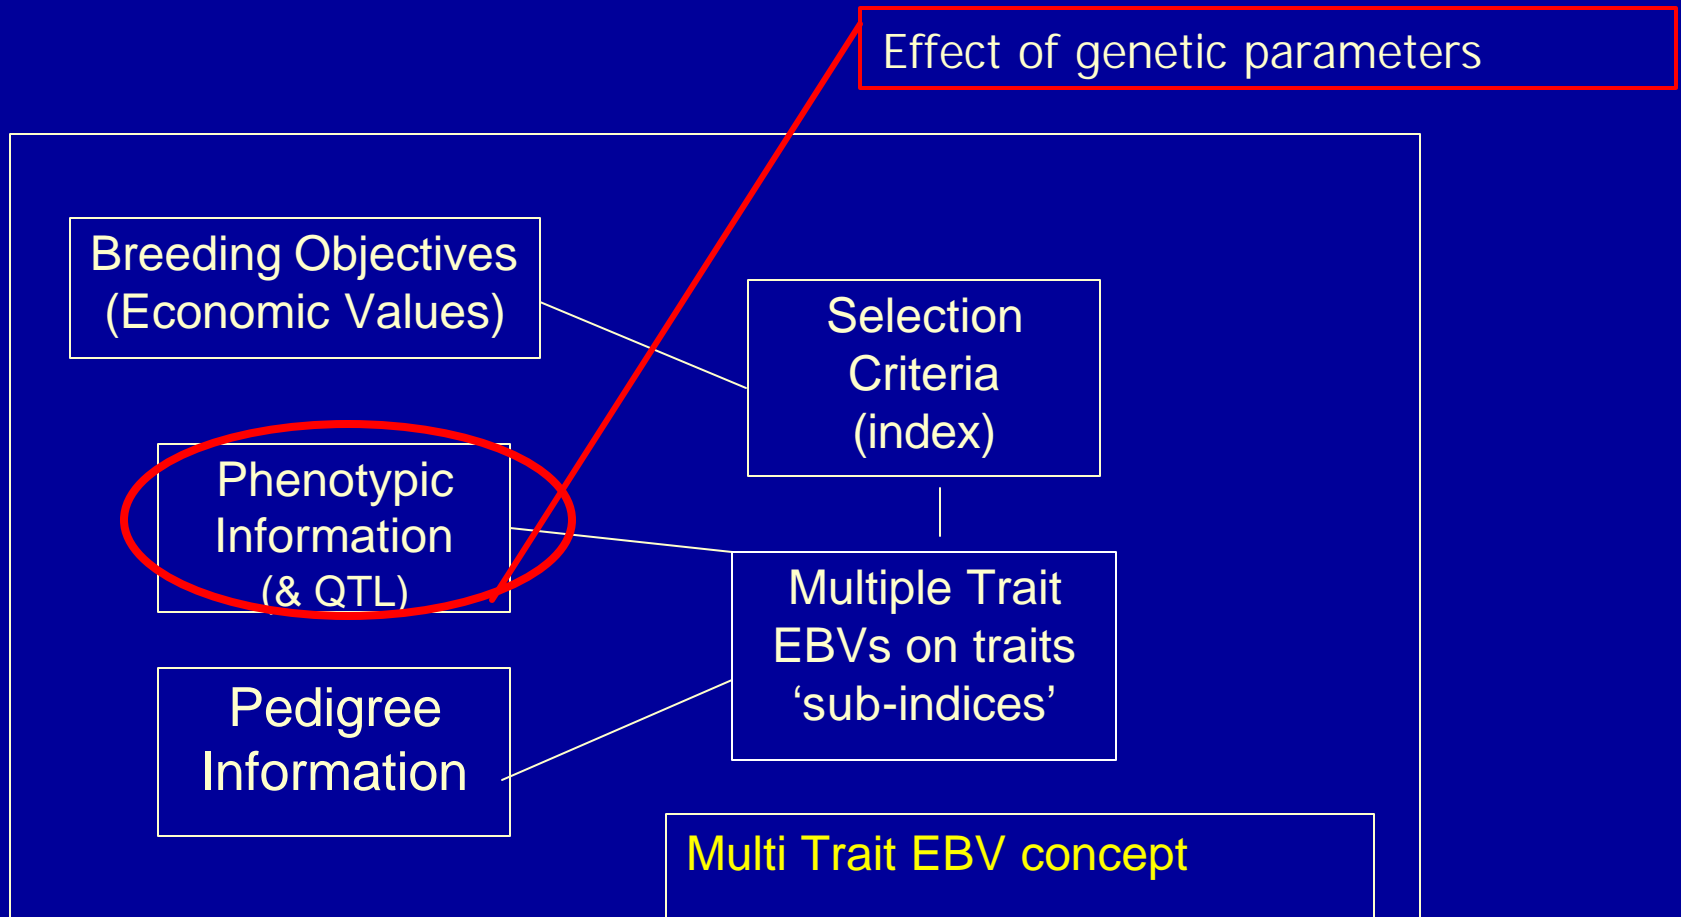 Effect of genetic parameters
Breeding Objectives
(Economic Values)
Selection
Criteria
(index)
Phenotypic
Information
(& QTL)
Multiple Trait
EBVs on traits
‘sub-indices’
Pedigree
Information
Multi Trait EBV concept